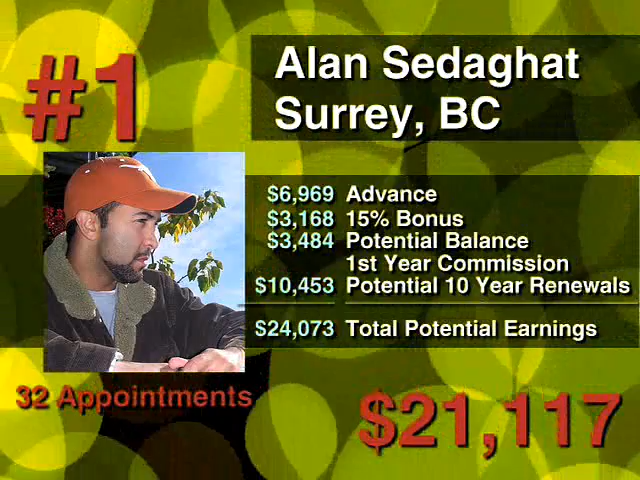 #1
Alan Sedaghat
Surrey, BC
$6,969 Advance
$3,168 15% Bonus
$3,484 Potential Balance
1st Year Commission
$10,453 Potential 10 Year Renewals
$24,073 Total Potential Earnings
32 Appointments
$21,117